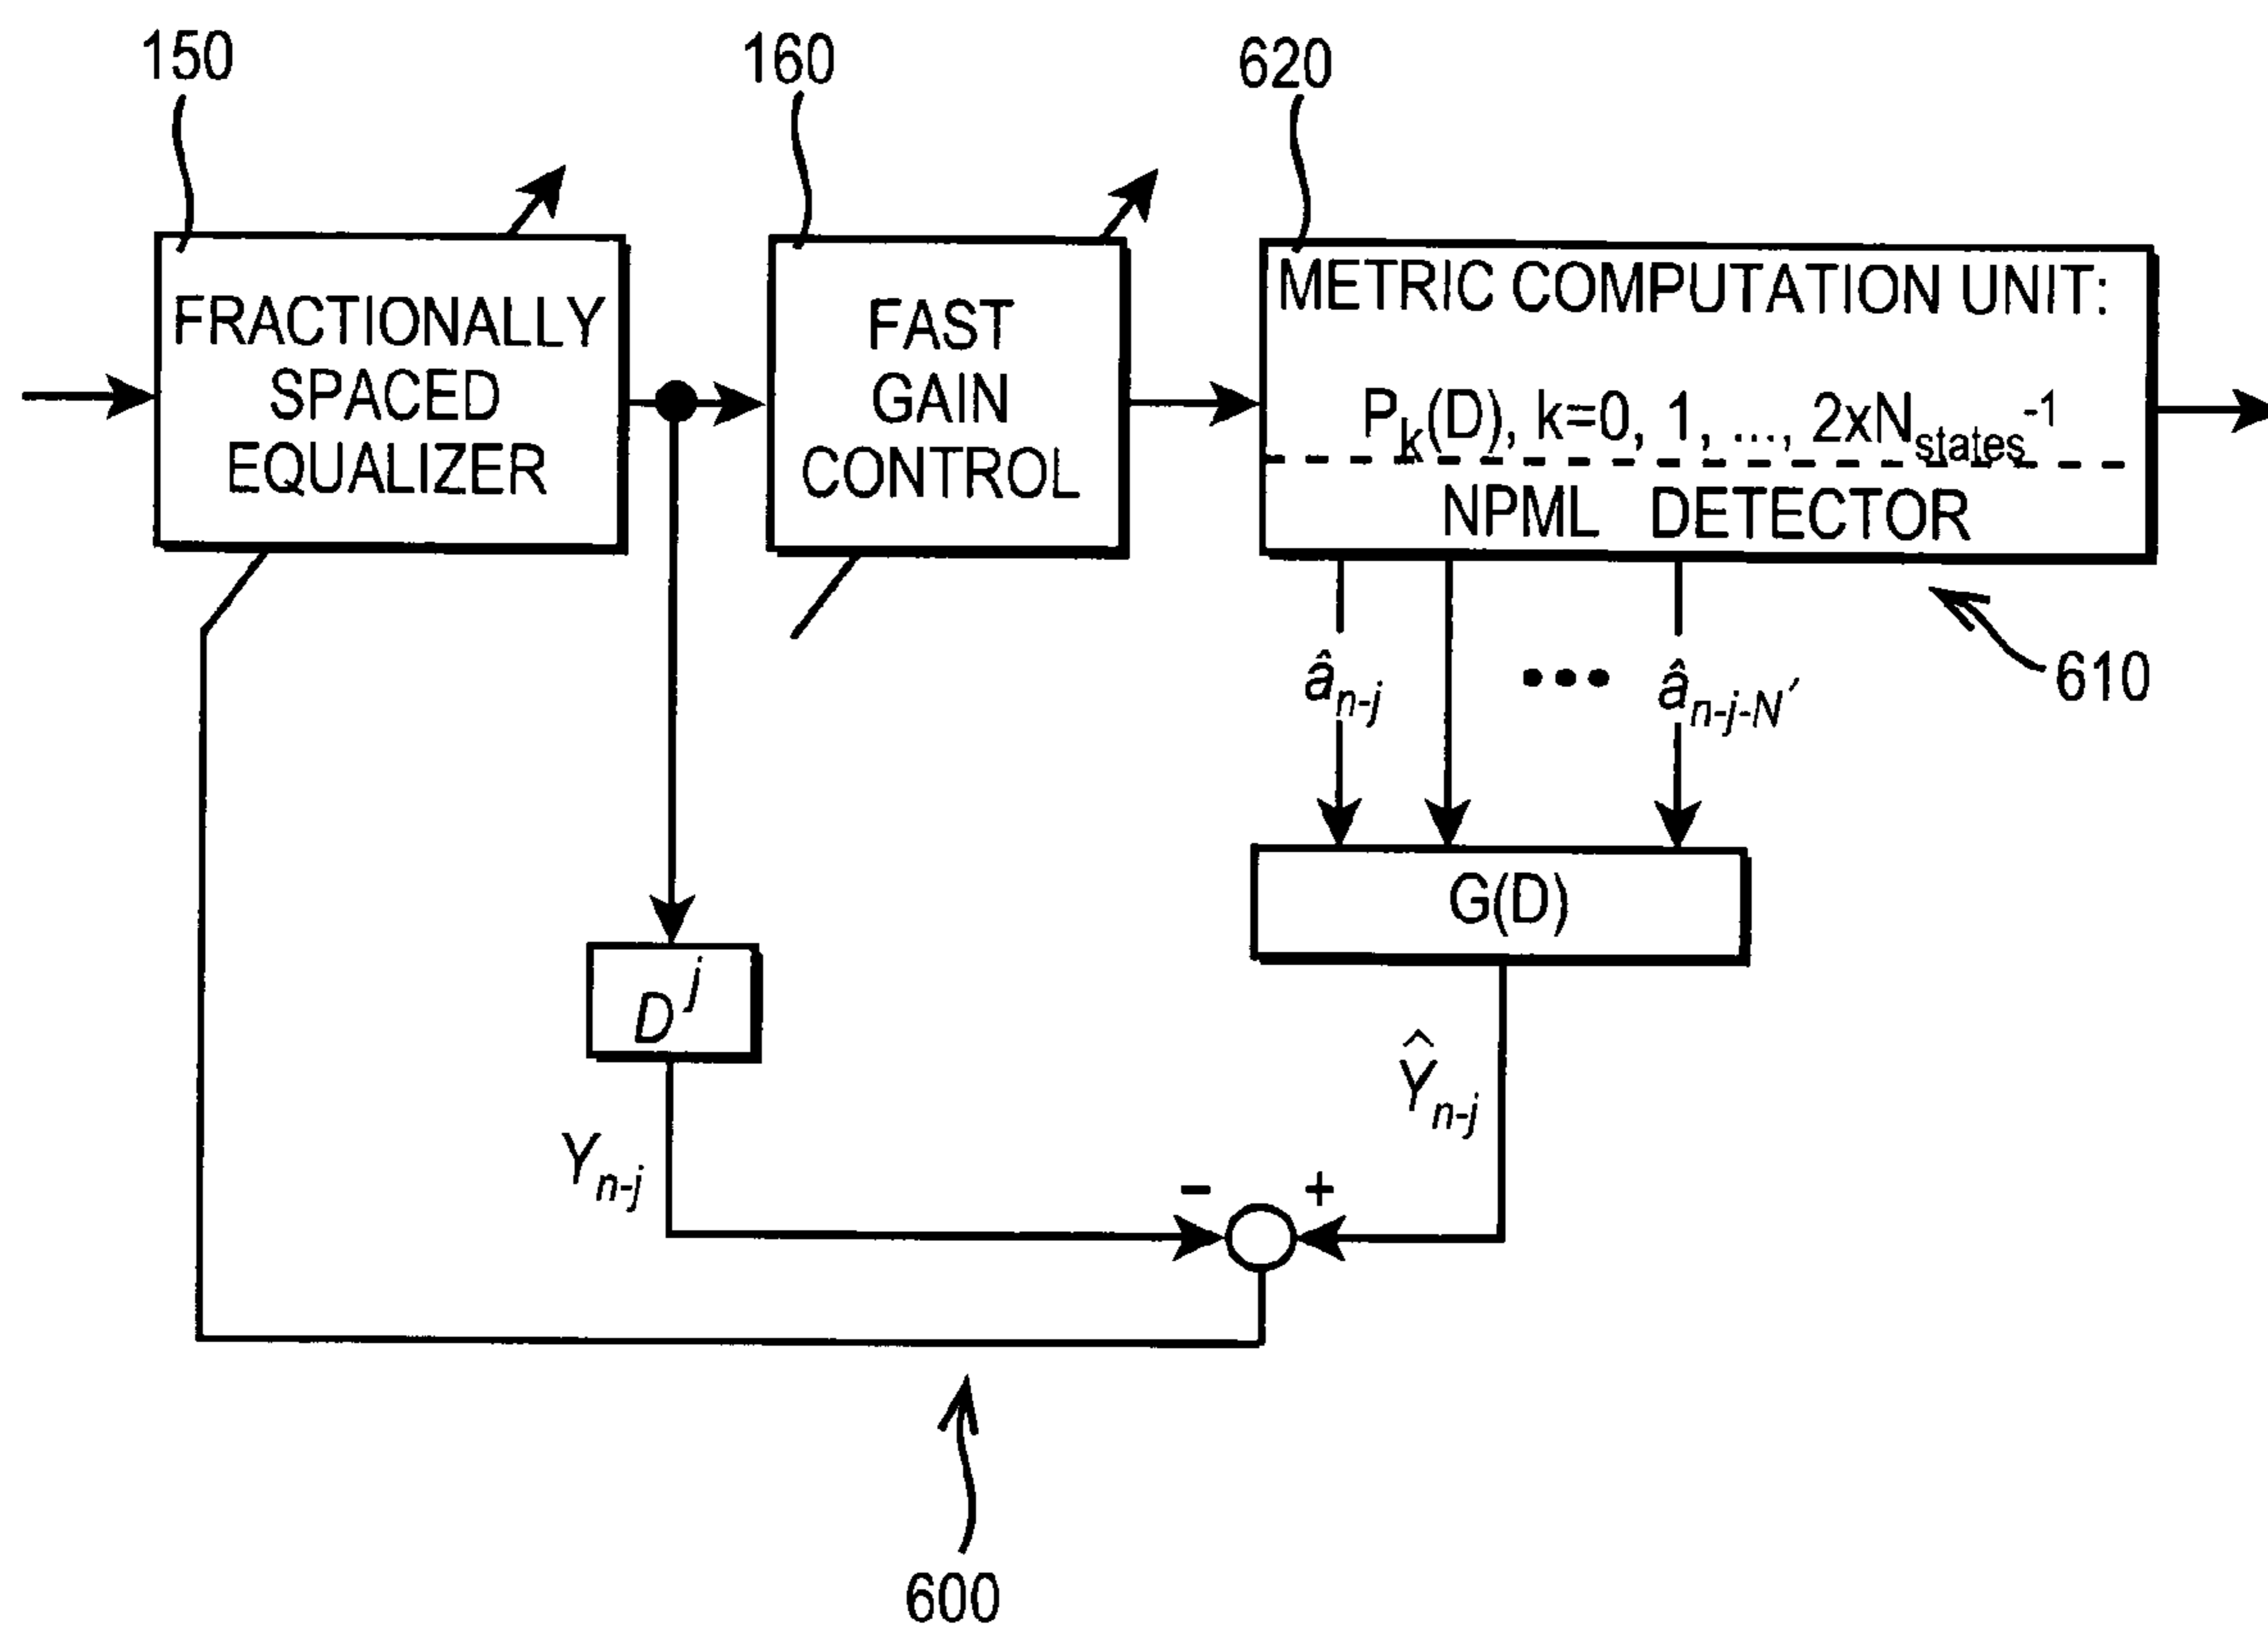 150
160
620
FRACTIONALLY
SPACED
EQUALIZER
FAST
GAIN
CONTROL
METRIC COMPUTATION UNIT:
P_k(D), k=0, 1, ..., 2xN_states^-1
NPML DETECTOR
â_n-j
••• 
â_n-j-N′
610
G(D)
D^j
Ŷ_n-j
Y_n-j
- +
600